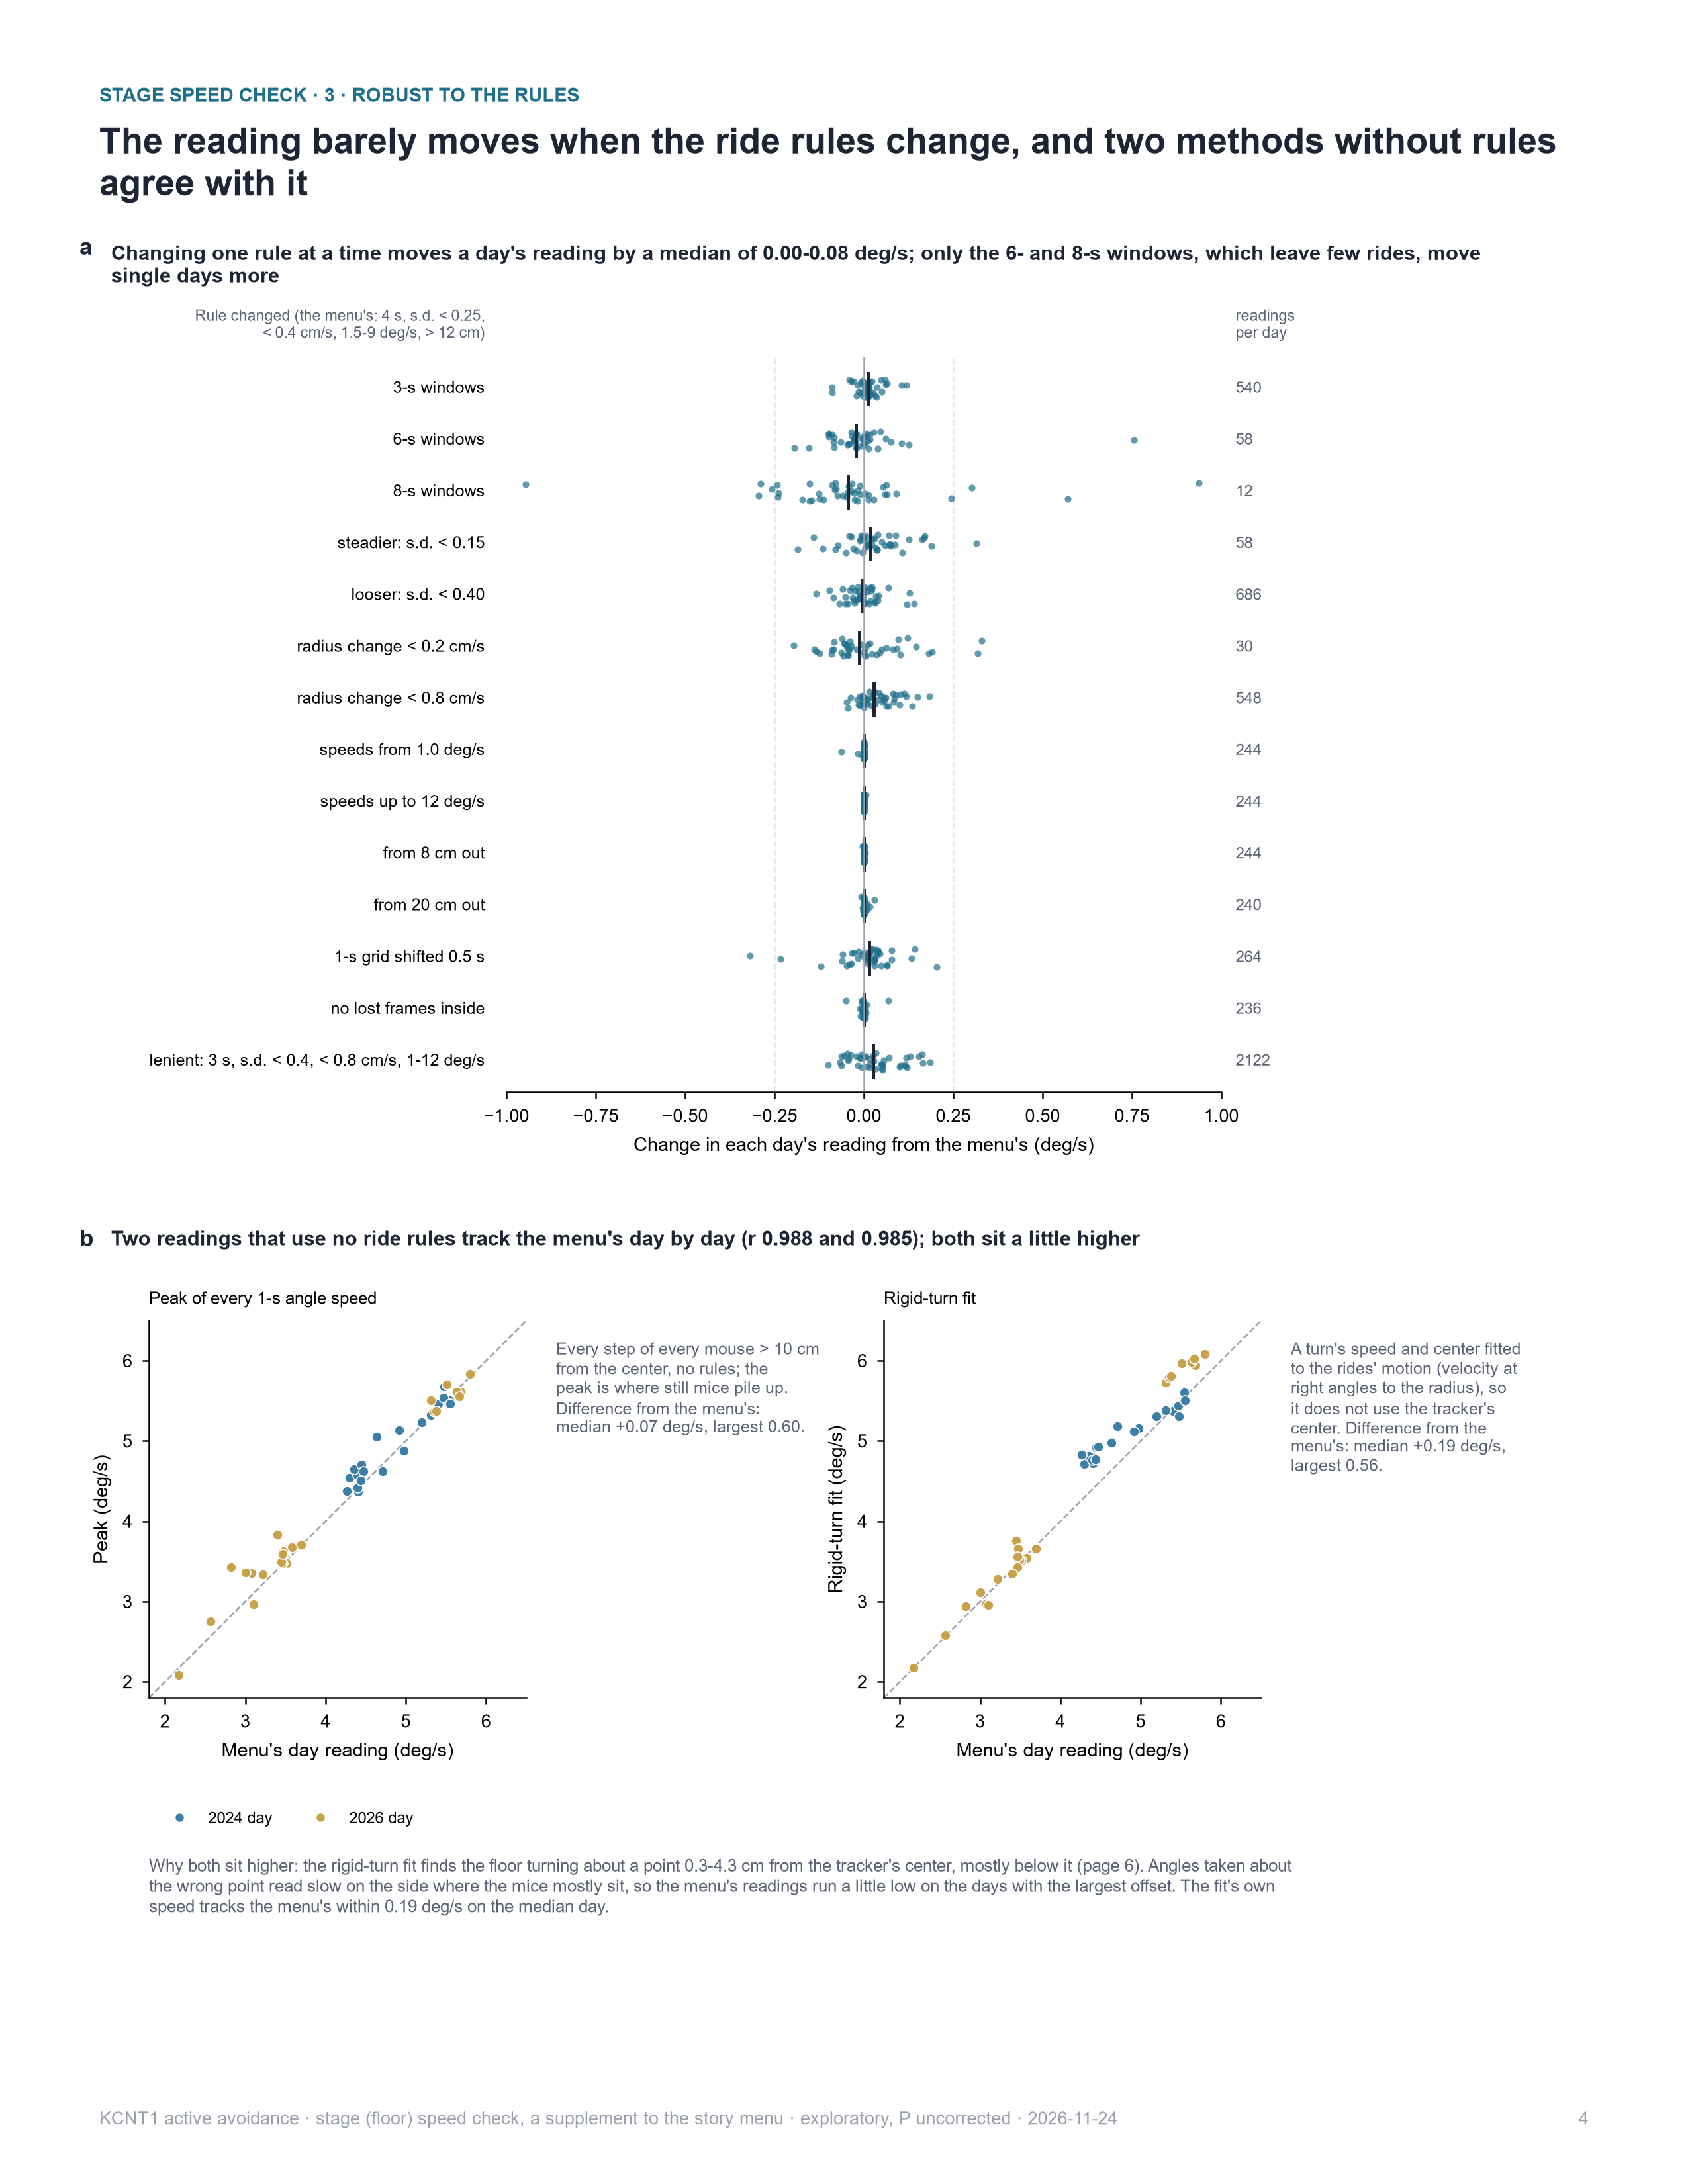 STAGE SPEED CHECK · 3 · ROBUST TO THE RULES
The reading barely moves when the ride rules change, and two methods without rules
agree with it
a
Changing one rule at a time moves a day's reading by a median of 0.00-0.08 deg/s; only the 6- and 8-s windows, which leave few rides, move
single days more
Rule changed (the menu's: 4 s, s.d. < 0.25,
< 0.4 cm/s, 1.5-9 deg/s, > 12 cm)
readings
per day
3-s windows 540
6-s windows 58
8-s windows 12
steadier: s.d. < 0.15 58
looser: s.d. < 0.40 686
radius change < 0.2 cm/s 30
radius change < 0.8 cm/s 548
speeds from 1.0 deg/s 244
speeds up to 12 deg/s 244
from 8 cm out 244
from 20 cm out 240
1-s grid shifted 0.5 s 264
no lost frames inside 236
lenient: 3 s, s.d. < 0.4, < 0.8 cm/s, 1-12 deg/s 2122
−1.00 −0.75 −0.50 −0.25 0.00 0.25 0.50 0.75 1.00
Change in each day's reading from the menu's (deg/s)
b Two readings that use no ride rules track the menu's day by day (r 0.988 and 0.985); both sit a little higher
Peak of every 1-s angle speed
Every step of every mouse > 10 cm
from the center, no rules; the
peak is where still mice pile up.
Difference from the menu's:
median +0.07 deg/s, largest 0.60.
Peak (deg/s)
6
5
4
3
2
2 3 4 5 6
Menu's day reading (deg/s)
Rigid-turn fit
A turn's speed and center fitted
to the rides' motion (velocity at
right angles to the radius), so
it does not use the tracker's
center. Difference from the
menu's: median +0.19 deg/s,
largest 0.56.
Rigid-turn fit (deg/s)
6
5
4
3
2
2 3 4 5 6
Menu's day reading (deg/s)
2024 day 2026 day
Why both sit higher: the rigid-turn fit finds the floor turning about a point 0.3-4.3 cm from the tracker's center, mostly below it (page 6). Angles taken about
the wrong point read slow on the side where the mice mostly sit, so the menu's readings run a little low on the days with the largest offset. The fit's own
speed tracks the menu's within 0.19 deg/s on the median day.
KCNT1 active avoidance · stage (floor) speed check, a supplement to the story menu · exploratory, P uncorrected · 2026-11-24 4